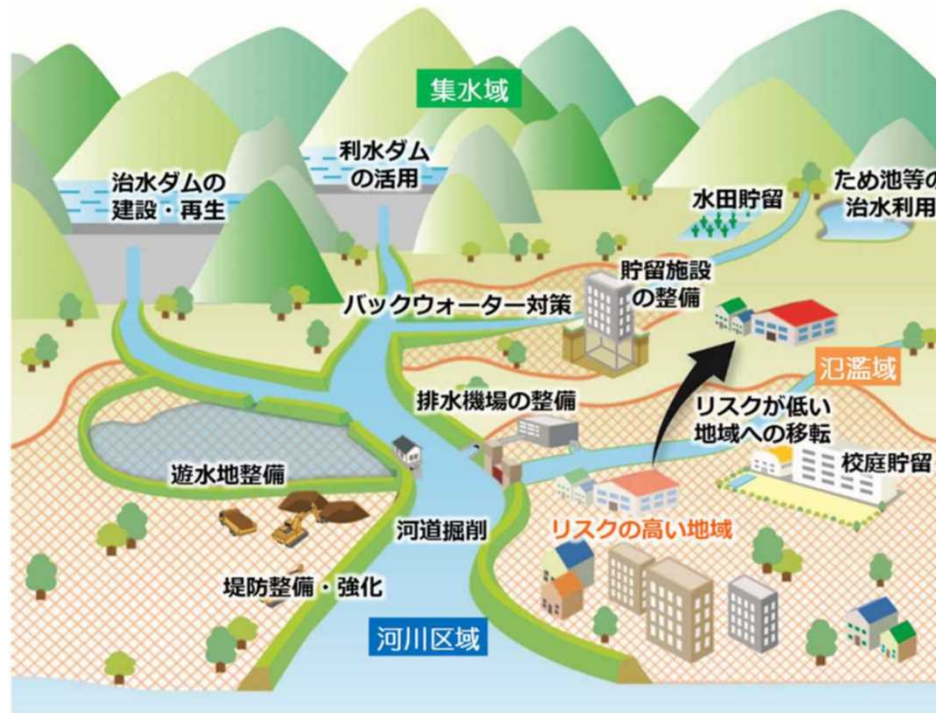 集水域
利水ダム
の活用
治水ダムの
建設・再生
水田貯留
ため池等の
治水利用
貯留施設
の整備
バックウォーター対策
氾濫域
排水機場の整備
リスクが低い
地域への移転
校庭貯留
遊水地整備
河道掘削
リスクの高い地域
堤防整備・強化
河川区域